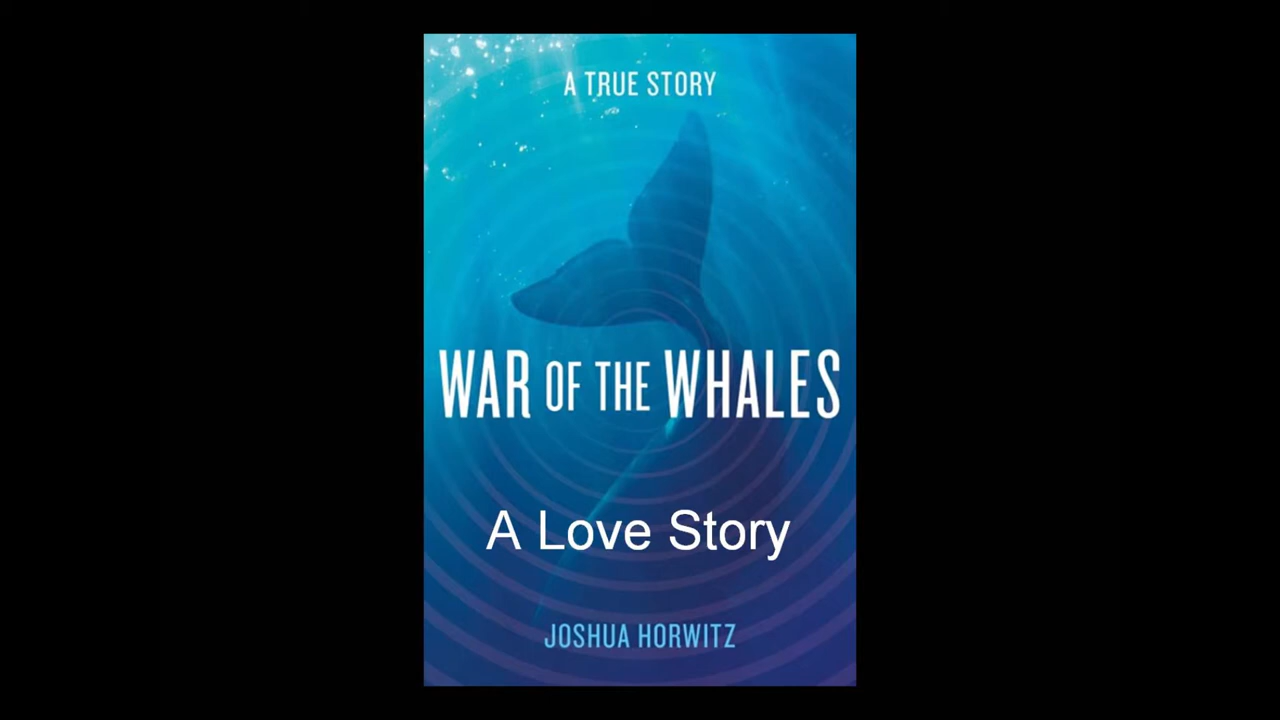 A TRUE STORY
WAR OF THE WHALES
A Love Story
JOSHUA HORWITZ